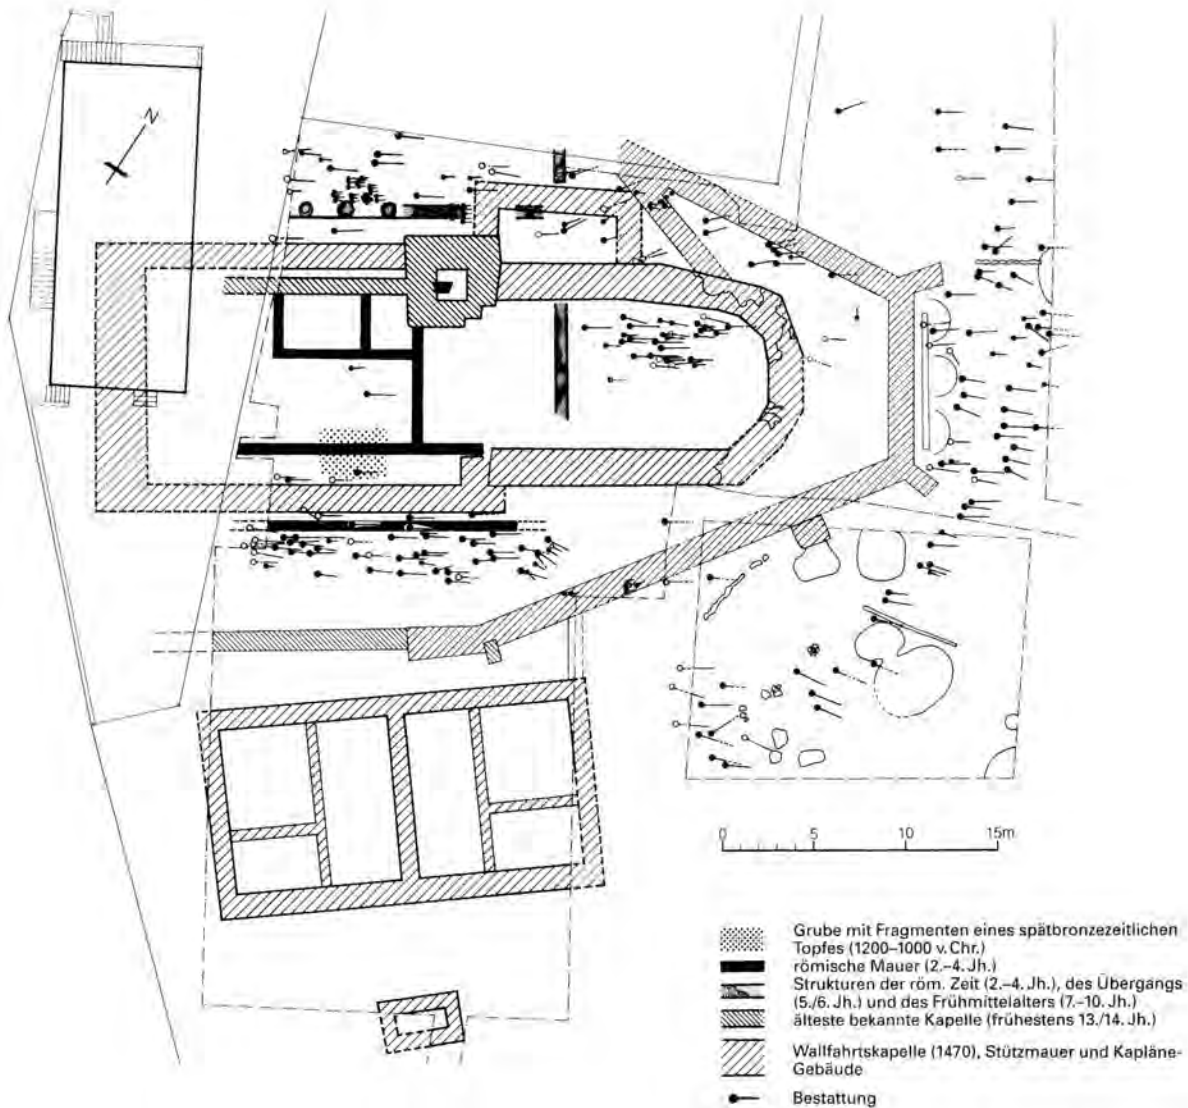 N
0 5 10 15m
Grube mit Fragmenten eines spätbronzezeitlichen
Topfes (1200–1000 v. Chr.)
römische Mauer (2.–4. Jh.)
Strukturen der röm. Zeit (2.–4. Jh.), des Übergangs
(5./6. Jh.) und des Frühmittelalters (7.–10. Jh.)
älteste bekannte Kapelle (frühestens 13./14. Jh.)
Wallfahrtskapelle (1470), Stützmauer und Kapläne-
Gebäude
Bestattung